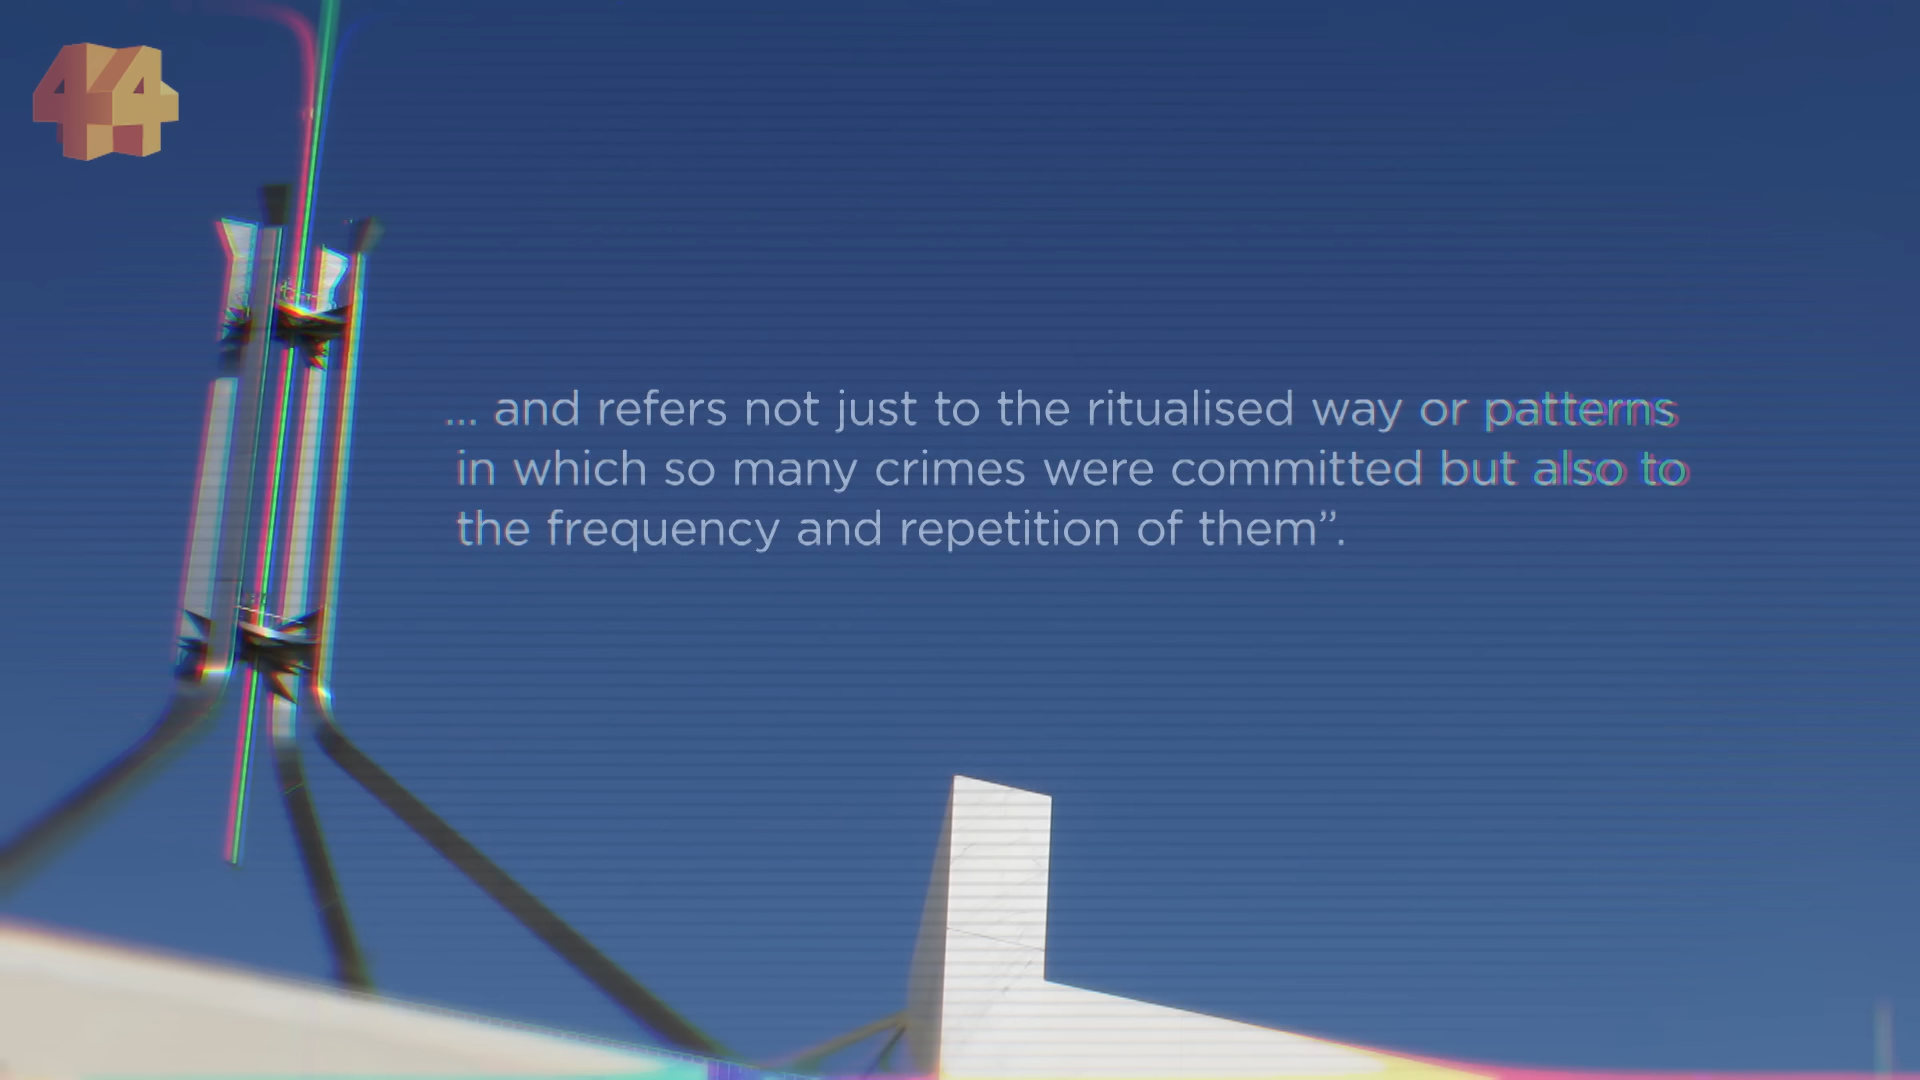 44
... and refers not just to the ritualised way or patterns
in which so many crimes were committed but also to
the frequency and repetition of them”.